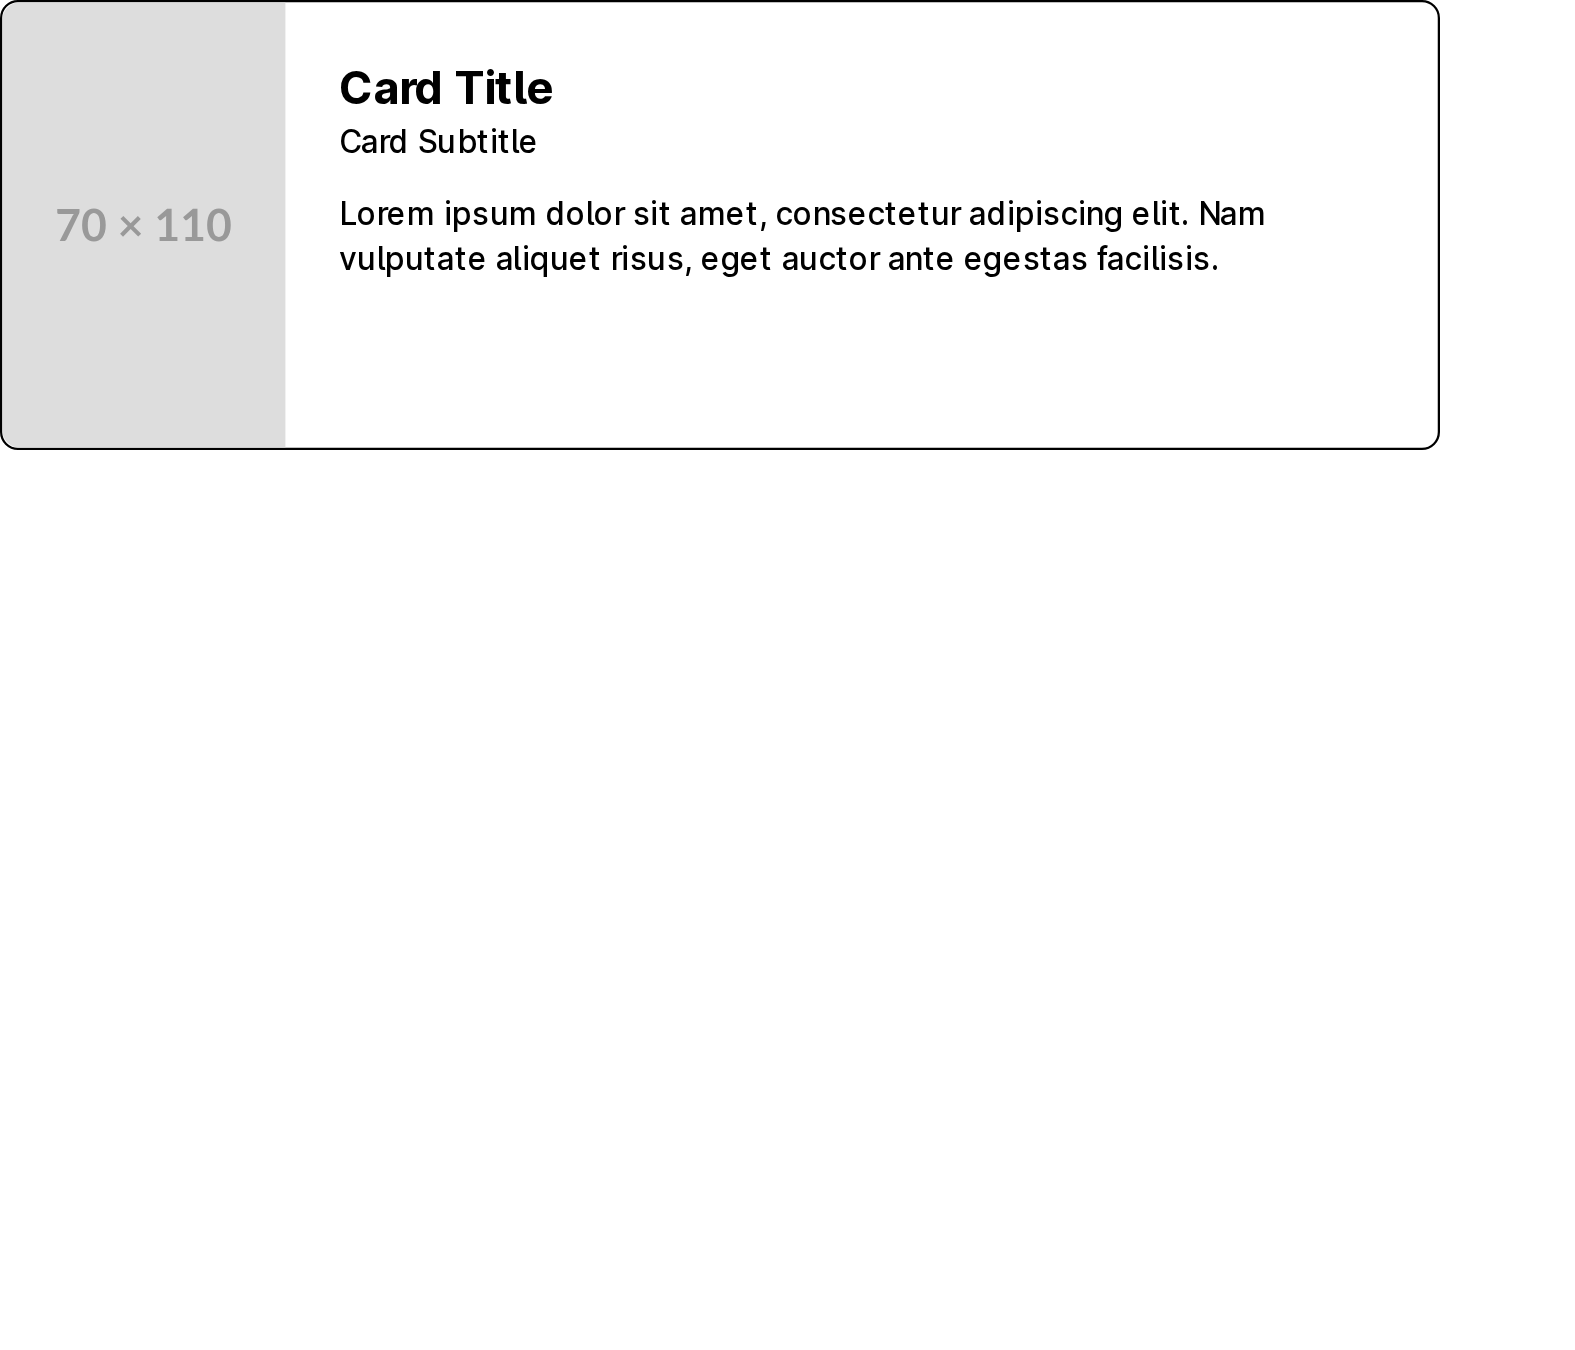 70 × 110
Card Title
Card Subtitle
Lorem ipsum dolor sit amet, consectetur adipiscing elit. Nam
vulputate aliquet risus, eget auctor ante egestas facilisis.